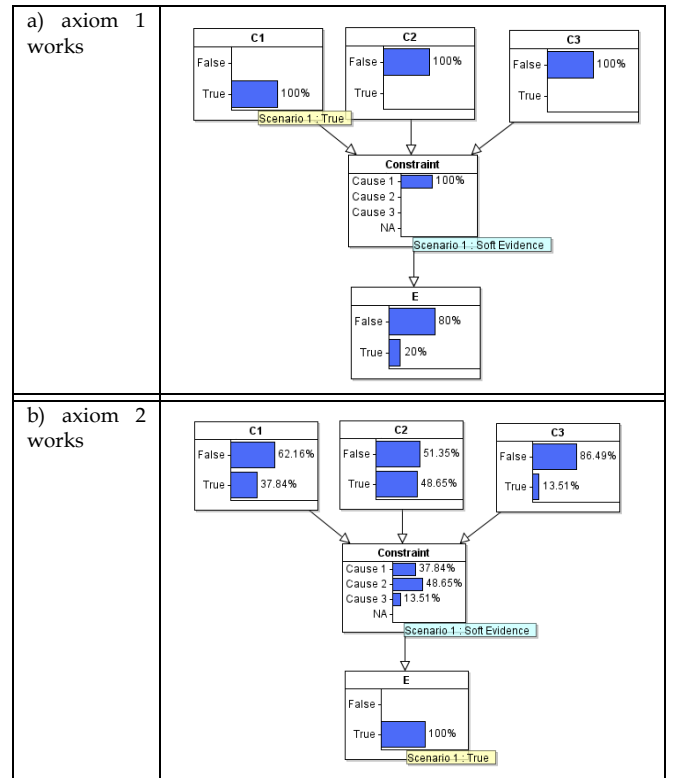 a) axiom 1
works
C1
C2
C3
False
100%
False
100%
False
True
100%
True
True
Scenario 1 : True
Constraint
Cause 1
100%
Cause 2
Cause 3
NA
Scenario 1 : Soft Evidence
E
False
80%
True
20%
b) axiom 2
works
C1
C2
C3
False
62.16%
False
51.35%
False
86.49%
True
37.84%
True
48.65%
True
13.51%
Constraint
Cause 1
37.84%
Cause 2
48.65%
Cause 3
13.51%
NA
Scenario 1 : Soft Evidence
E
False
True
100%
Scenario 1 : True